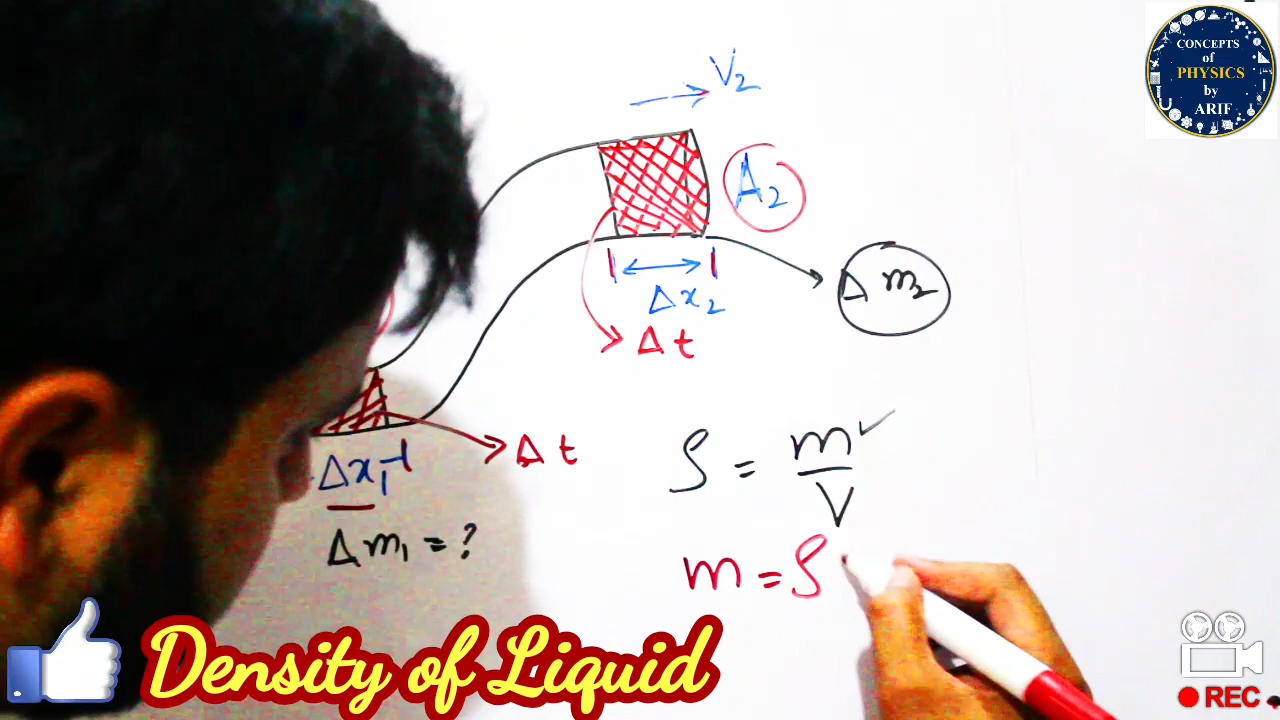 CONCEPTS
of
PHYSICS
by
ARIF
V₂
A₂
Δx₂
Δm₂
Δt
Δt
Δx₁
Δm₁ = ?
ρ = m/V
m = ρ
Density of Liquid
REC